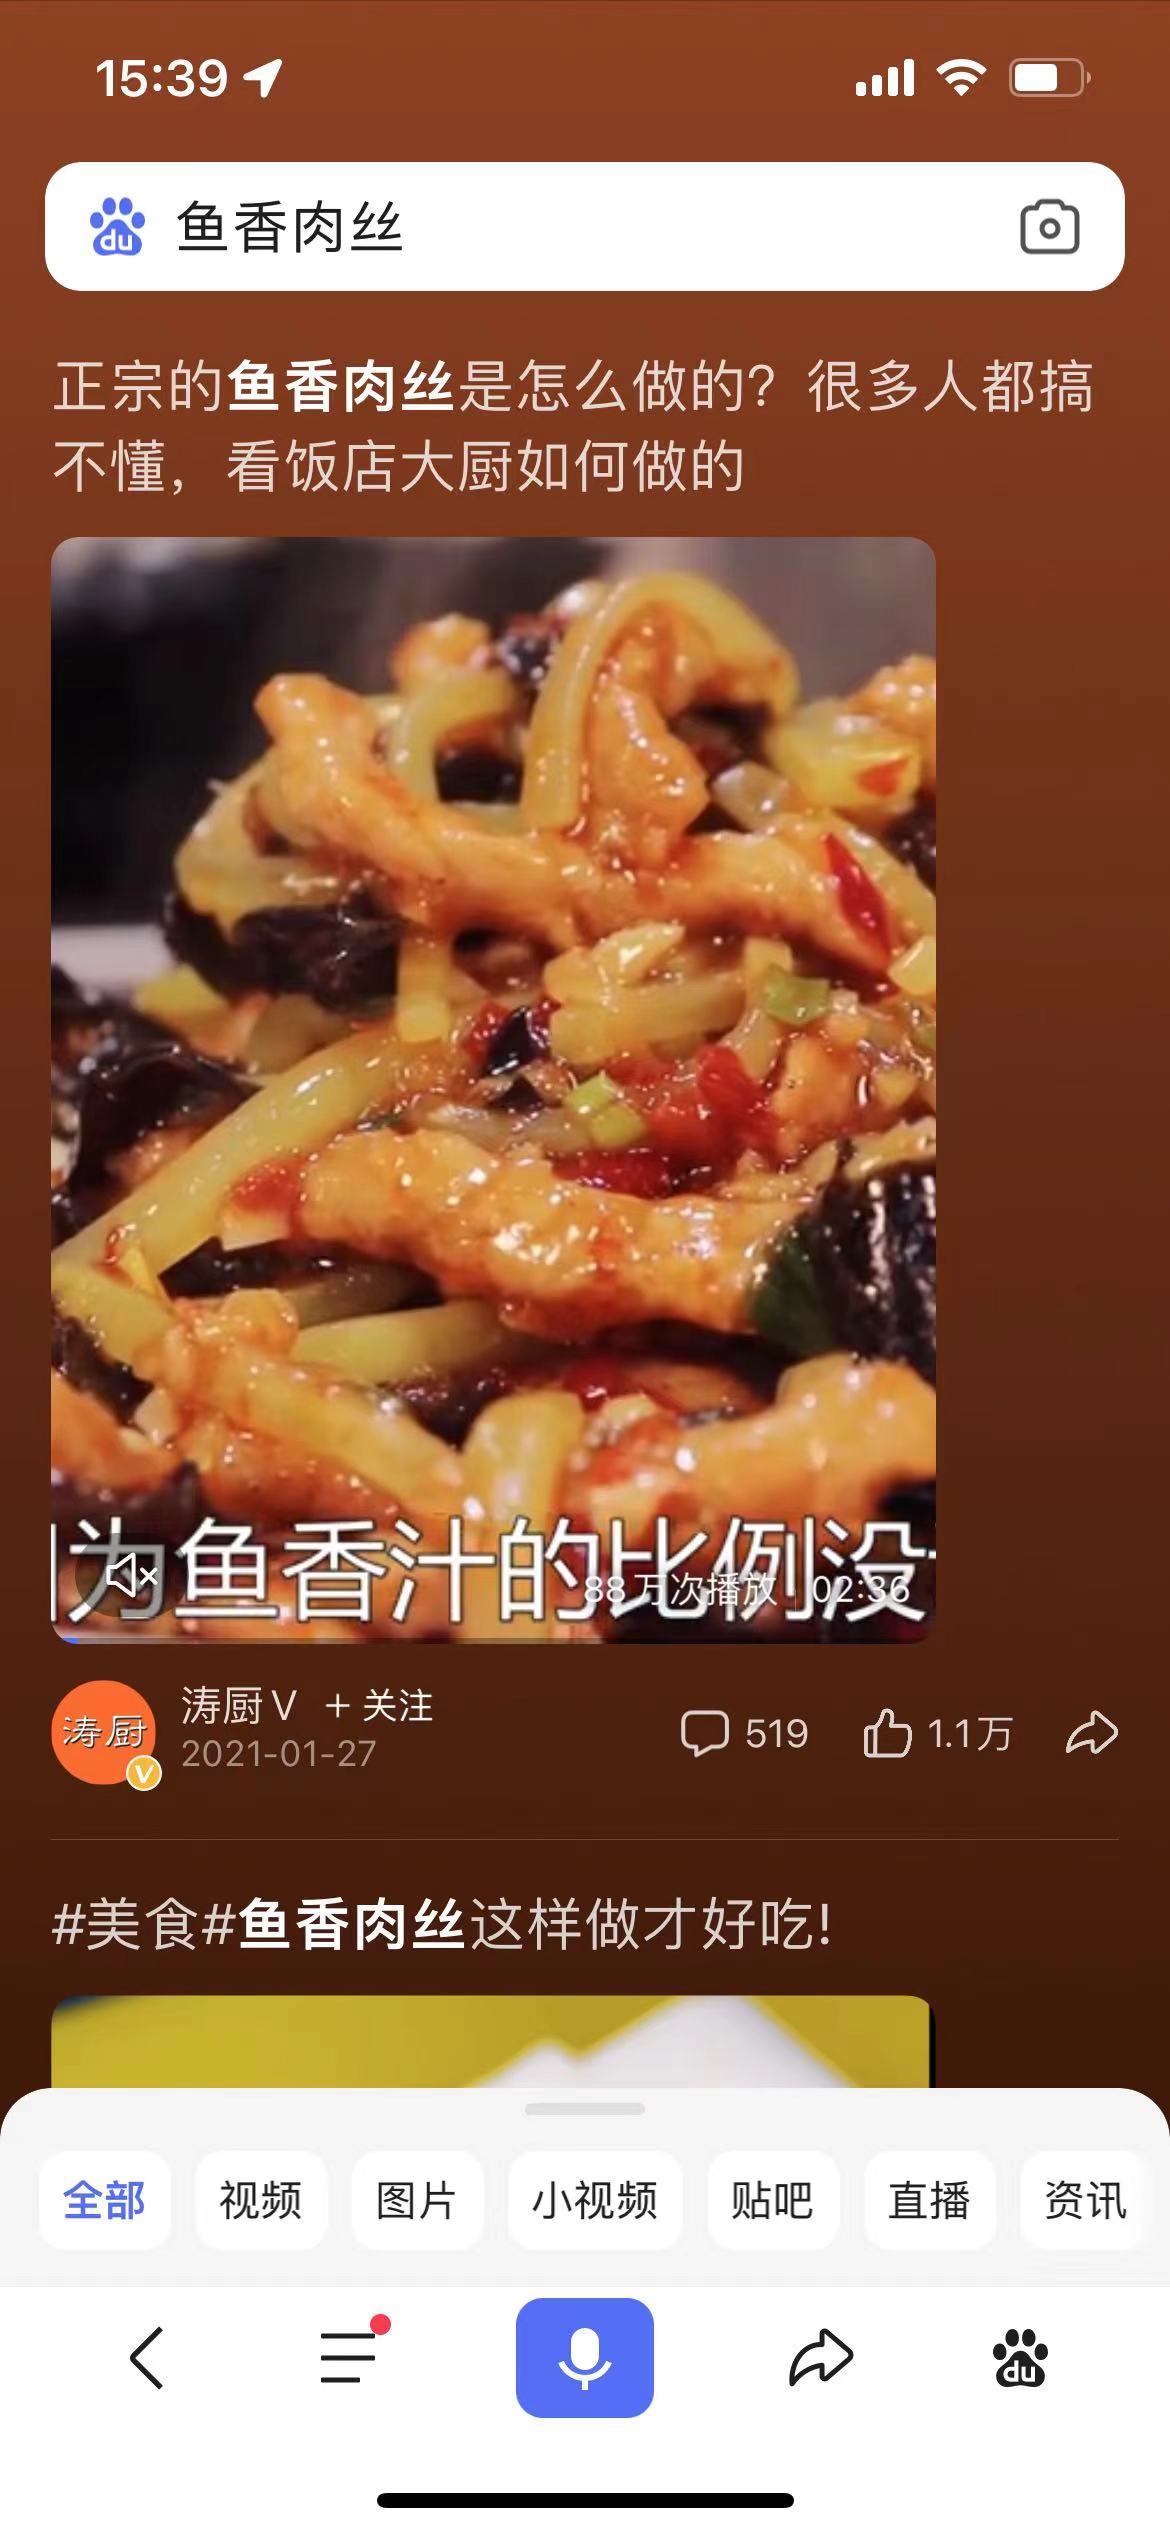 15:39
du 鱼香肉丝
正宗的鱼香肉丝是怎么做的？很多人都搞
不懂，看饭店大厨如何做的
为鱼香汁的比例没
88万次播放 02:36
涛厨
涛厨V +关注
2021-01-27
519 1.1万
V
#美食#鱼香肉丝这样做才好吃!
全部 视频 图片 小视频 贴吧 直播 资讯
du